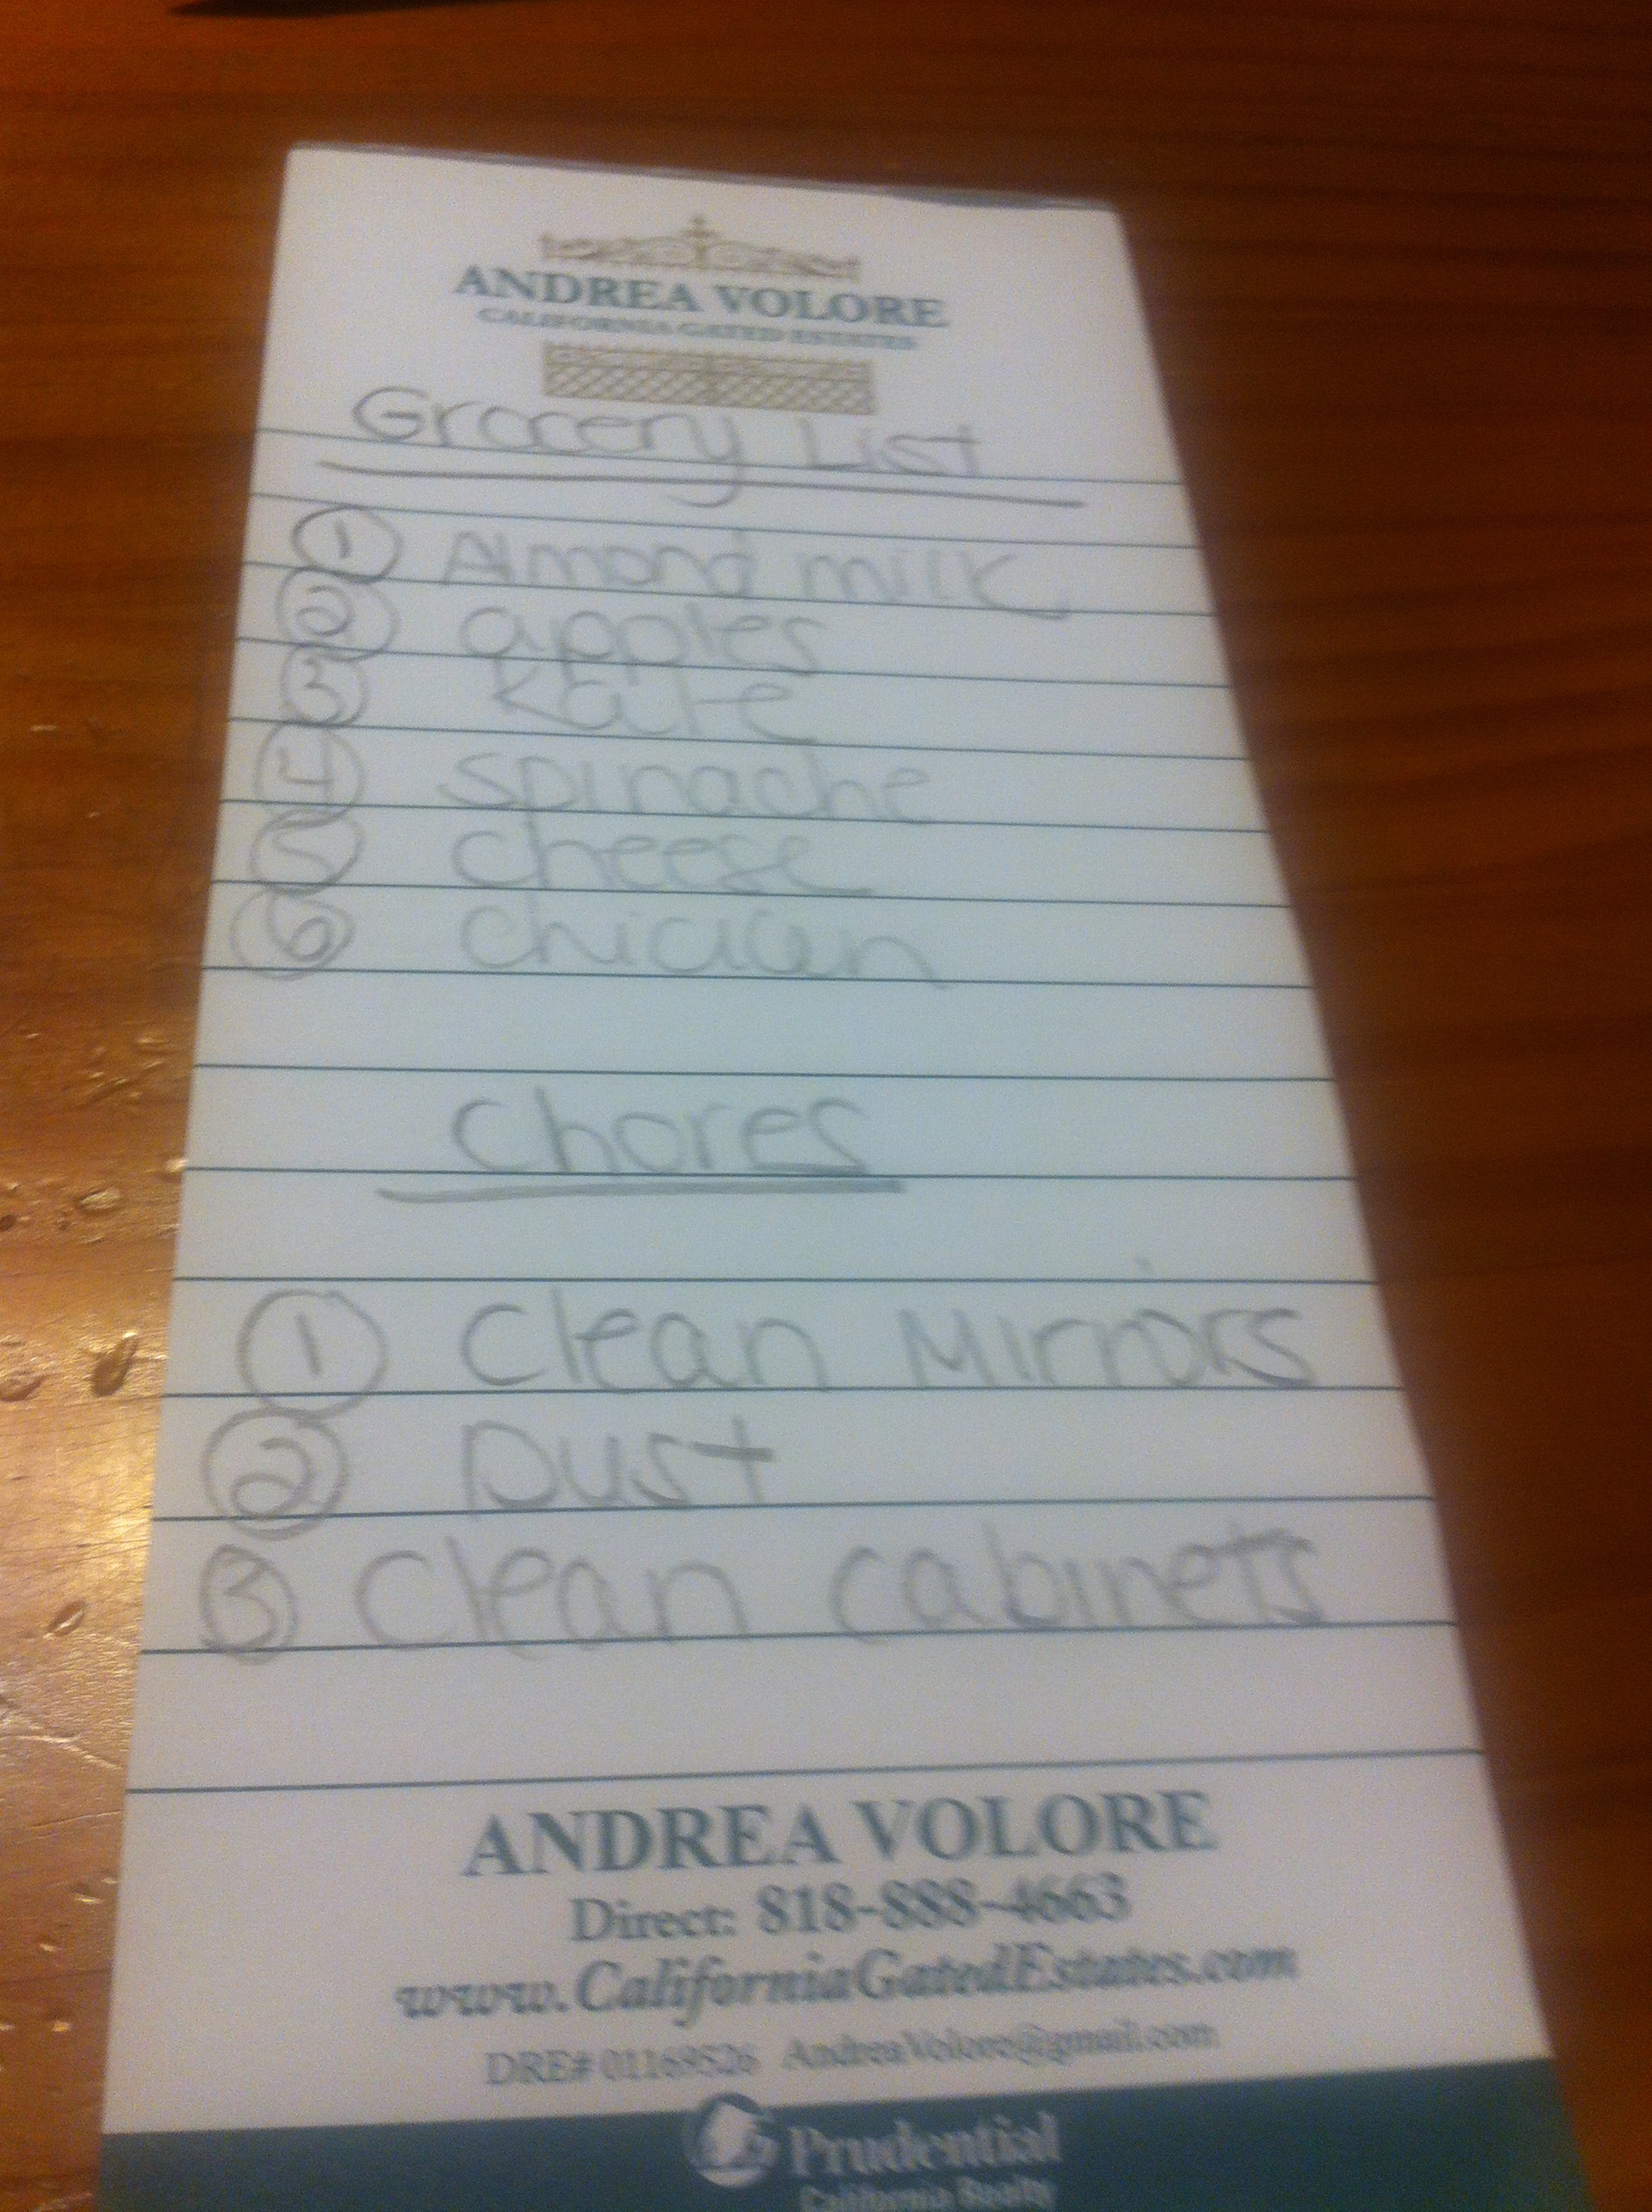 ANDREA VOLORE
CALIFORNIA GATED ESTATES
Grocery List
1 Almond milk
2 apples
3 kale
4 spinache
5 cheese
6 chicken
Chores
1 Clean Mirrors
2 Dust
3 Clean cabinets
ANDREA VOLORE
Direct: 818-888-4663
www.CaliforniaGatedEstates.com
DRE# 01169526 AndreaVolore@gmail.com
Prudential
California Realty